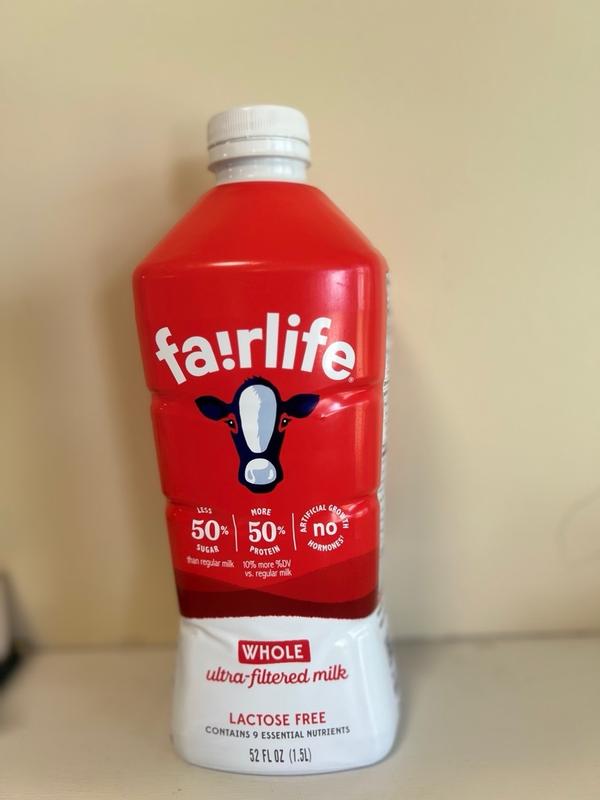 fa!rlife®
LESS
50%
SUGAR
than regular milk
MORE
50%
PROTEIN
10% more %DV
vs. regular milk
ARTIFICIAL GROWTH
no
HORMONES†
WHOLE
ultra-filtered milk
LACTOSE FREE
CONTAINS 9 ESSENTIAL NUTRIENTS
52 FL OZ (1.5L)